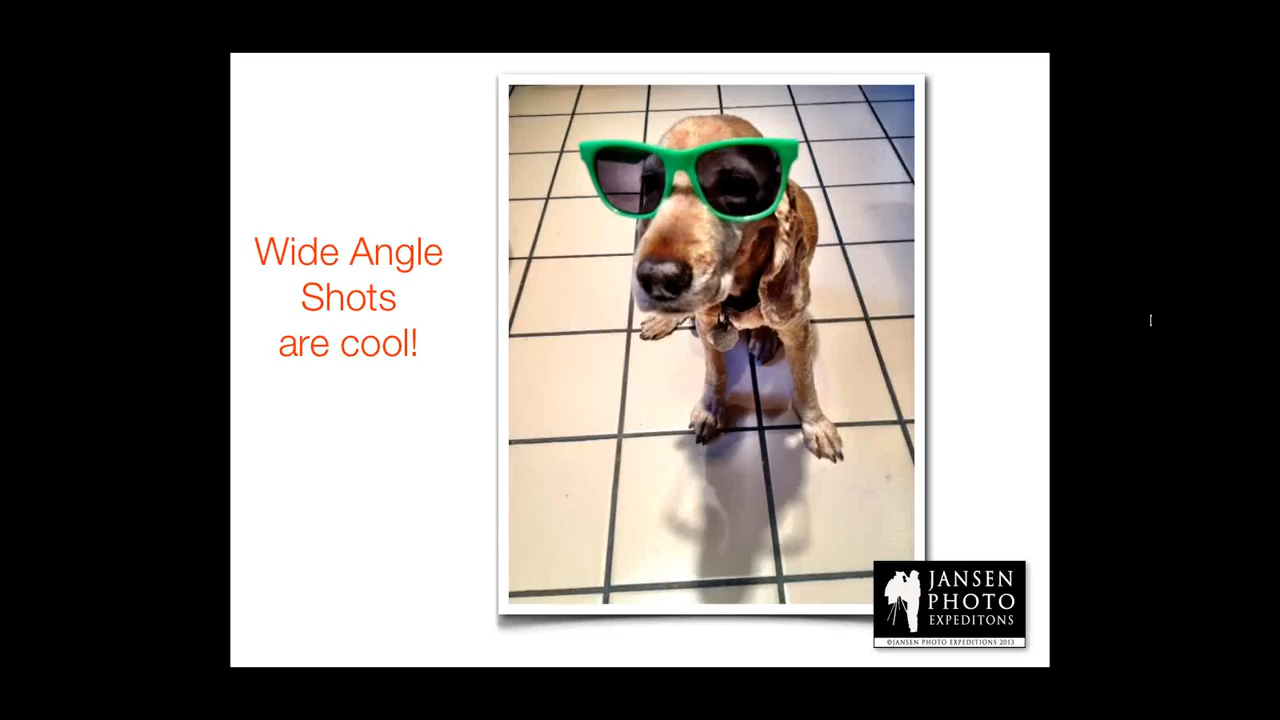 Wide Angle
Shots
are cool!
JANSEN
PHOTO
EXPEDITONS
©JANSEN PHOTO EXPEDITIONS 2013